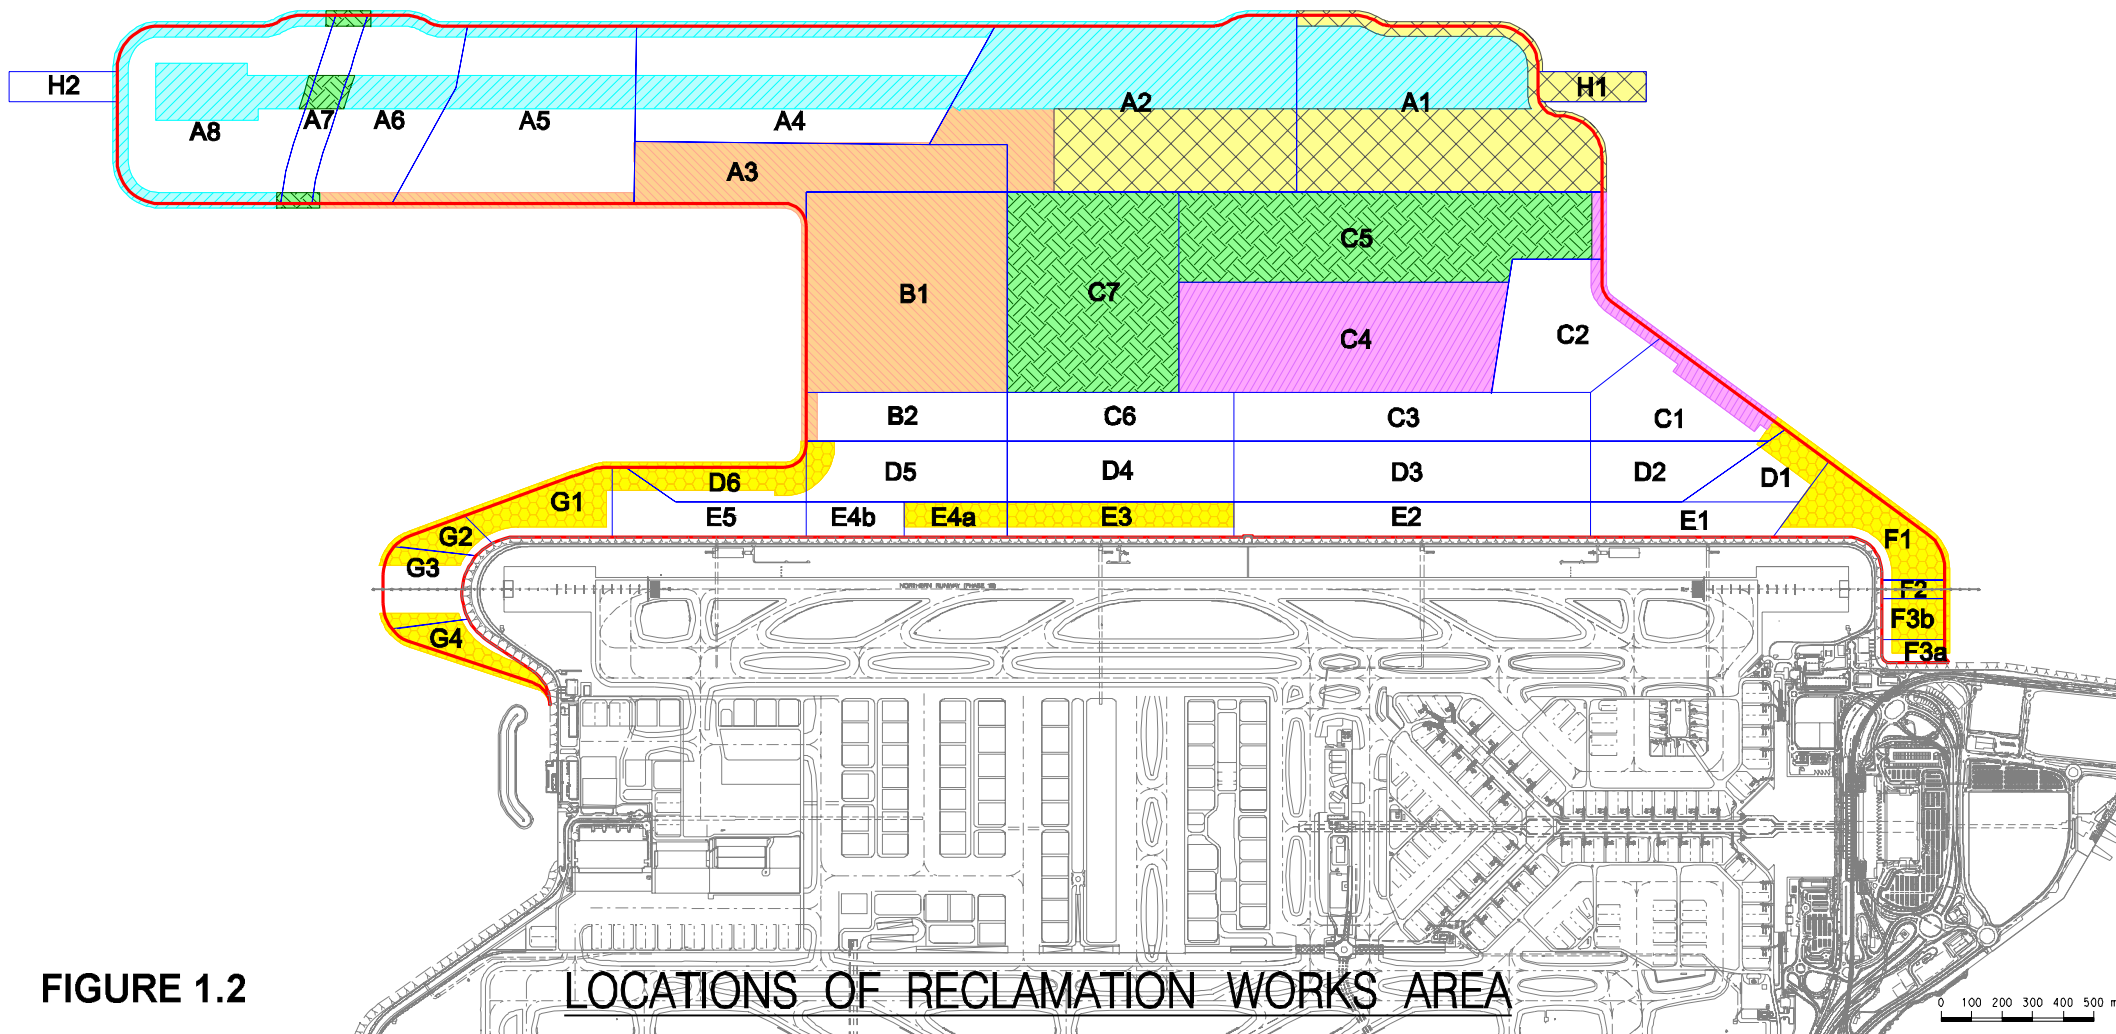 H2
H1
A8
A7
A6
A5
A4
A2
A1
A3
C5
B1
C7
C4
C2
B2
C6
C3
C1
D6
D5
D4
D3
D2
D1
G1
E5
E4b
E4a
E3
E2
E1
G2
F1
G3
F2
G4
F3b
F3a
NORTHERN RUNWAY
FIGURE 1.2
LOCATIONS OF RECLAMATION WORKS AREA
0 100 200 300 400 500 m